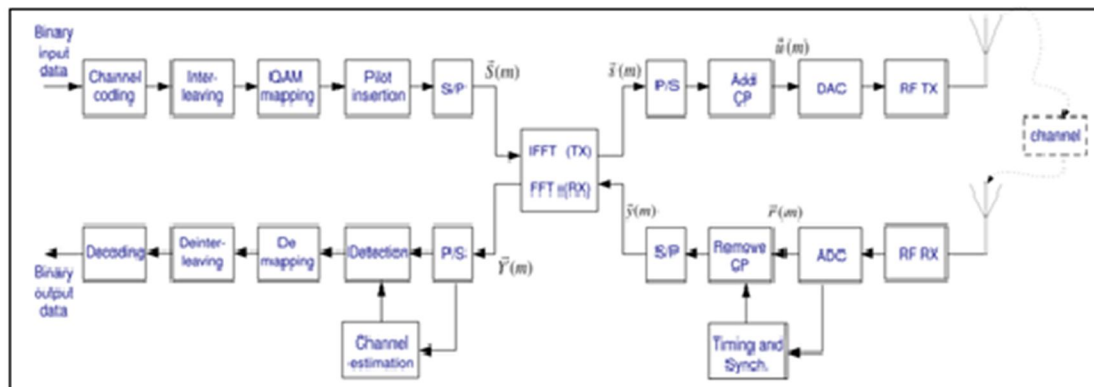 Binary
input
data
Channel
coding
Inter-
leaving
IQAM
mapping
Pilot
insertion
S/P
S(m)
IFFT (TX)
FFT (RX)
s(m)
P/S
Add
CP
u(m)
DAC
RF TX
channel
RF RX
ADC
r(m)
Remove
CP
Timing and
Synch.
S/P
y(m)
Y(m)
P/S
Channel
-estimation
Detection
De
mapping
Deinter-
leaving
Decoding
Binary
output
data